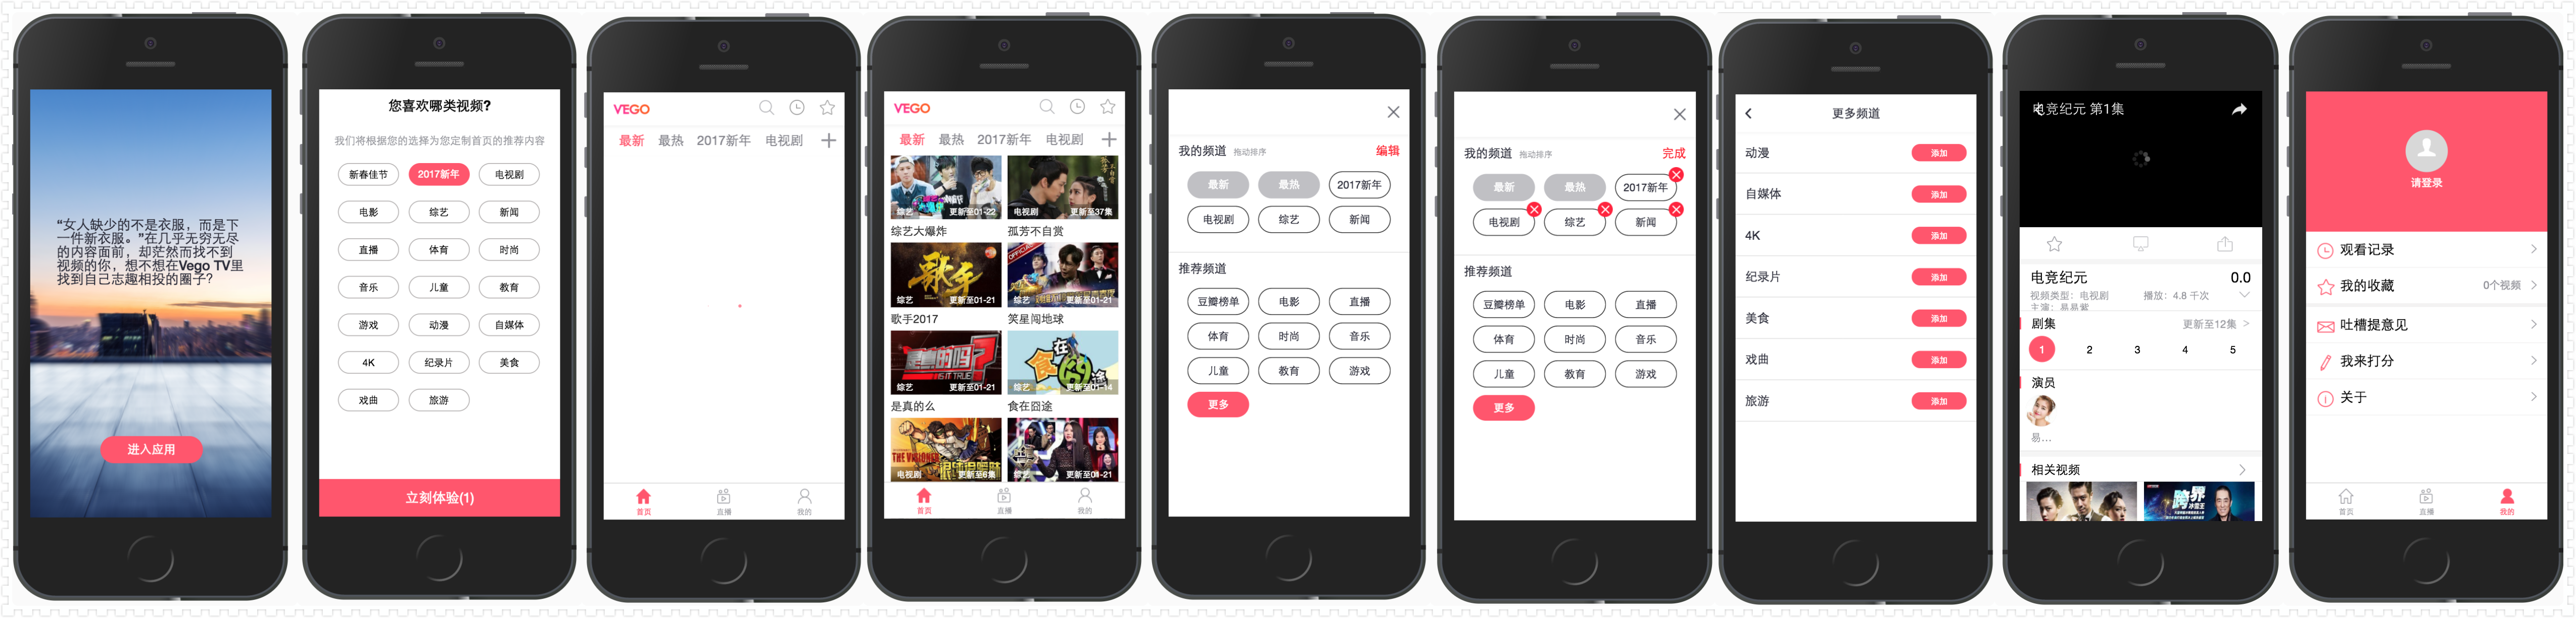 “女人缺少的不是衣服，而是下
一件新衣服。”在几乎无穷无尽
的内容面前，却茫然而找不到
视频的你，想不想在Vego TV里
找到自己志趣相投的圈子？
进入应用
您喜欢哪类视频?
我们将根据您的选择为您定制首页的推荐内容
新春佳节 2017新年 电视剧
电影 综艺 新闻
直播 体育 时尚
音乐 儿童 教育
游戏 动漫 自媒体
4K 纪录片 美食
戏曲 旅游
立刻体验(1)
VEGO
最新 最热 2017新年 电视剧
首页 直播 我的
VEGO
最新 最热 2017新年 电视剧
综艺 更新至01-22 电视剧 更新至37集
综艺大爆炸 孤芳不自赏
歌手
综艺 更新至01-21 综艺 更新至01-21
歌手2017 笑星闯地球
是真的吗?
IS IT TRUE
食在囧途
综艺 更新至01-21 综艺 更新至01-14
是真的么 食在囧途
电视剧 更新至6集 综艺 更新至01-21
首页 直播 我的
我的频道 拖动排序 编辑
最新 最热 2017新年
电视剧 综艺 新闻
推荐频道
豆瓣榜单 电影 直播
体育 时尚 音乐
儿童 教育 游戏
更多
我的频道 拖动排序 完成
最新 最热 2017新年
电视剧 综艺 新闻
推荐频道
豆瓣榜单 电影 直播
体育 时尚 音乐
儿童 教育 游戏
更多
更多频道
动漫 添加
自媒体 添加
4K 添加
纪录片 添加
美食 添加
戏曲 添加
旅游 添加
电竞纪元 第1集
电竞纪元 0.0
视频类型：电视剧 播放：4.8 千次
主演：易易紫
剧集 更新至12集 >
1 2 3 4 5
演员
易...
相关视频
跨界
冰雪王
请登录
观看记录
我的收藏 0个视频
吐槽提意见
我来打分
关于
首页 直播 我的